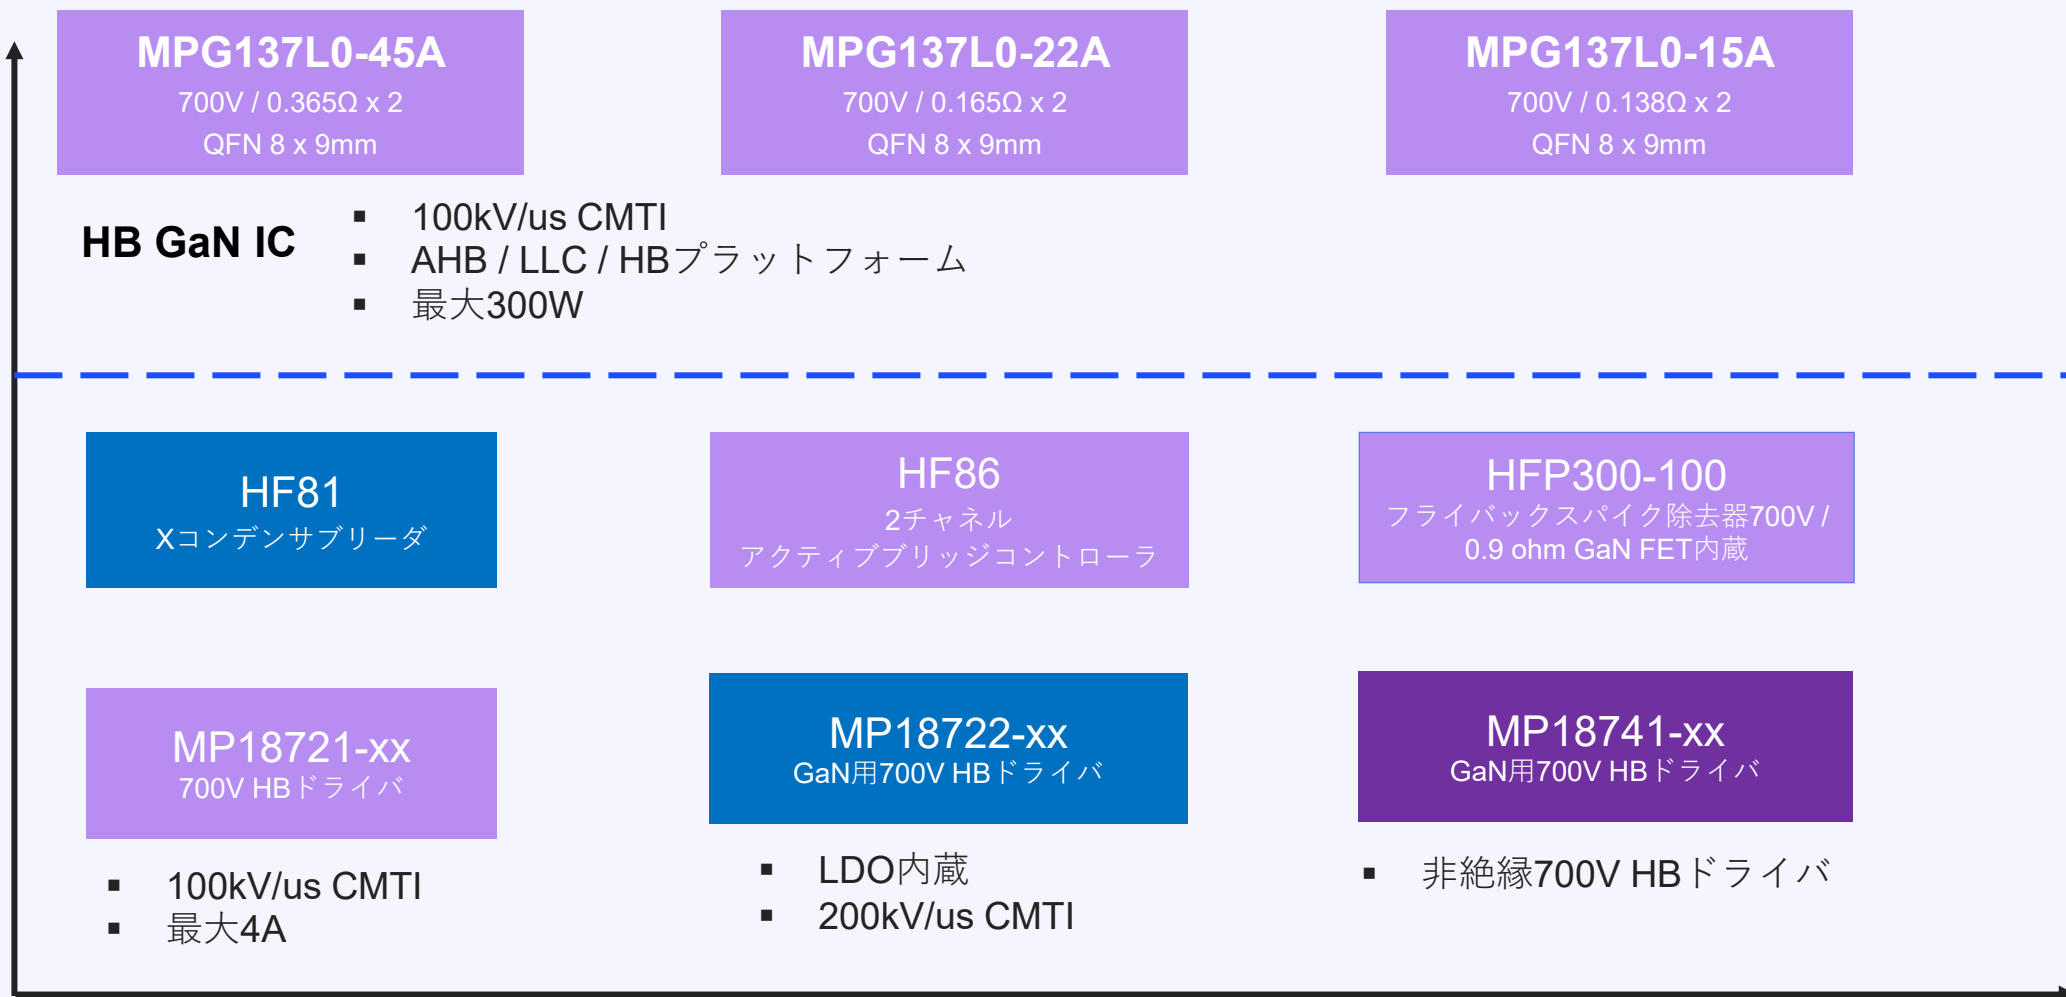 MPG137L0-45A
700V / 0.365Ω x 2
QFN 8 x 9mm
MPG137L0-22A
700V / 0.165Ω x 2
QFN 8 x 9mm
MPG137L0-15A
700V / 0.138Ω x 2
QFN 8 x 9mm
HB GaN IC
▪ 100kV/us CMTI
▪ AHB / LLC / HBプラットフォーム
▪ 最大300W
HF81
Xコンデンサブリーダ
HF86
2チャネル
アクティブブリッジコントローラ
HFP300-100
フライバックスパイク除去器700V /
0.9 ohm GaN FET内蔵
MP18721-xx
700V HBドライバ
▪ 100kV/us CMTI
▪ 最大4A
MP18722-xx
GaN用700V HBドライバ
▪ LDO内蔵
▪ 200kV/us CMTI
MP18741-xx
GaN用700V HBドライバ
▪ 非絶縁700V HBドライバ